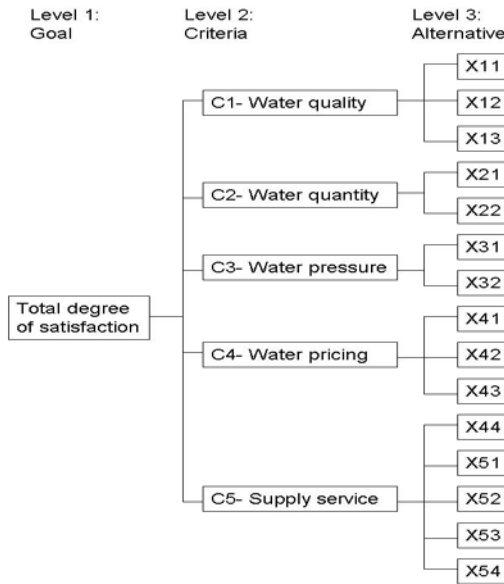 Level 1:
Goal
Level 2:
Criteria
Level 3:
Alternative
Total degree
of satisfaction
C1- Water quality
X11
X12
X13
C2- Water quantity
X21
X22
C3- Water pressure
X31
X32
C4- Water pricing
X41
X42
X43
C5- Supply service
X44
X51
X52
X53
X54